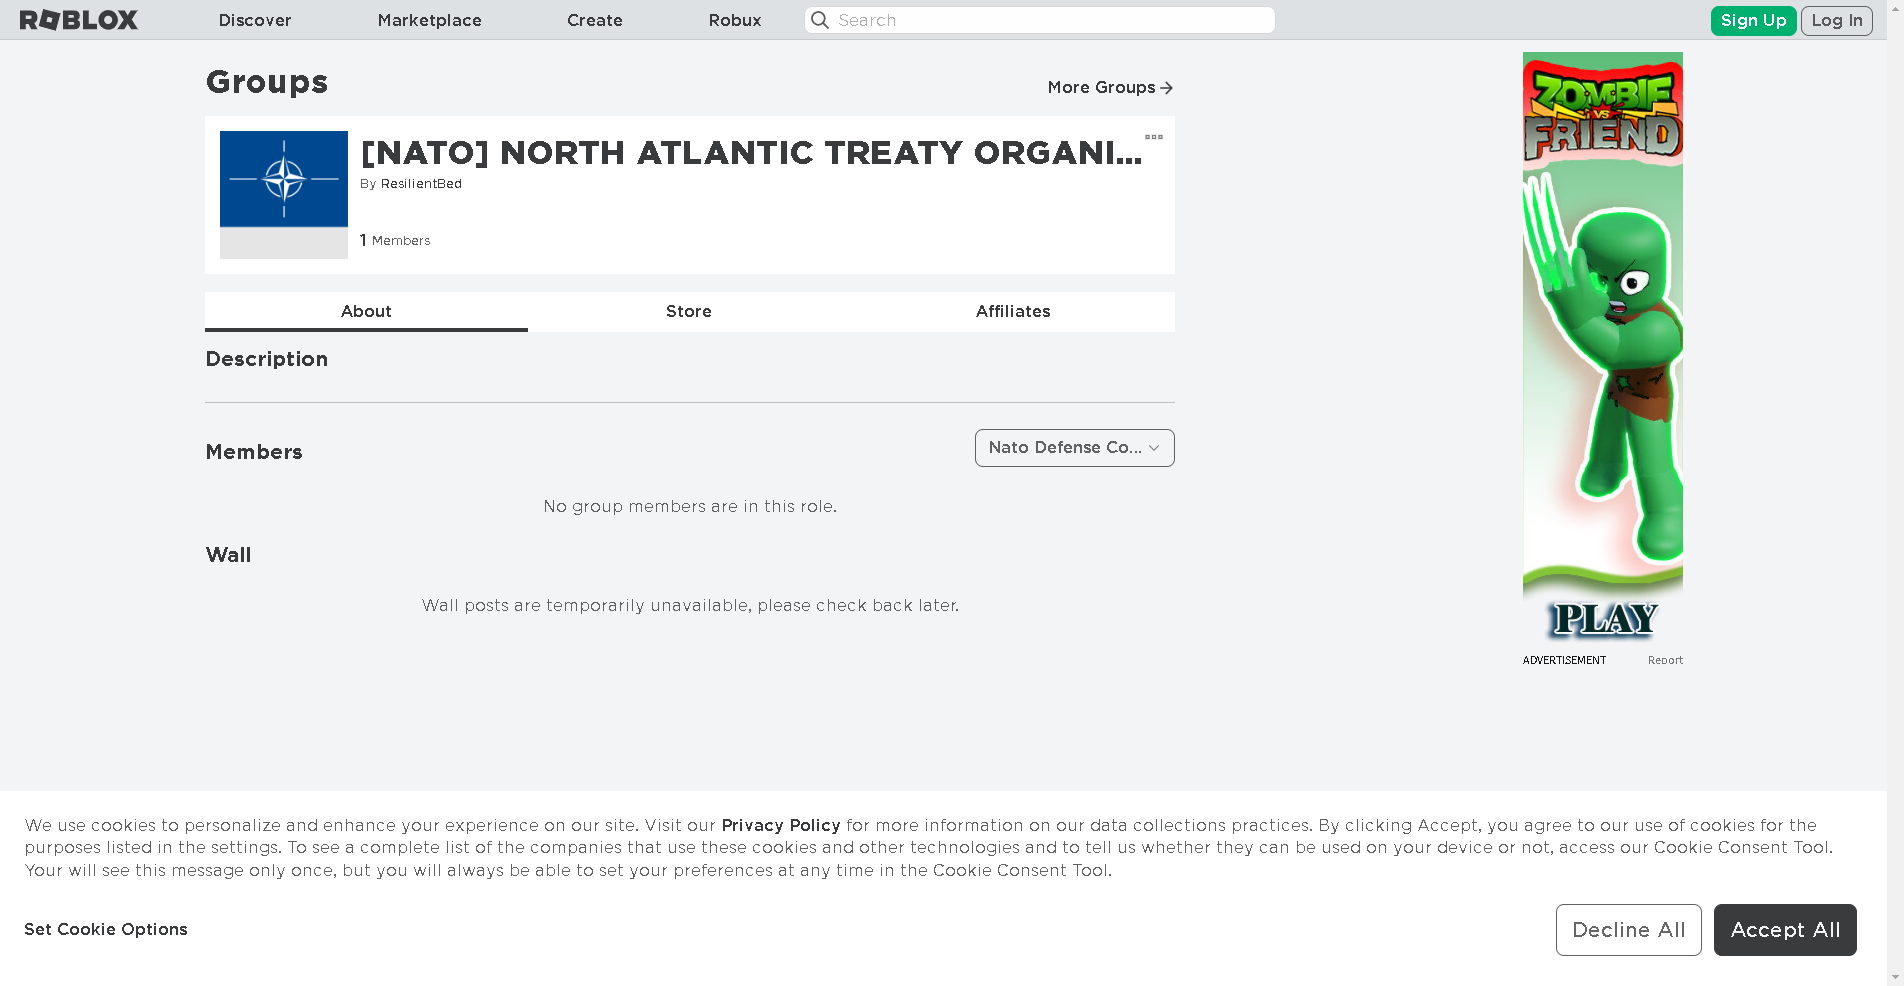 ROBLOX
Discover
Marketplace
Create
Robux
Search
Sign Up
Log In
Groups
More Groups
[NATO] NORTH ATLANTIC TREATY ORGANI...
By ResilientBed
1 Members
About
Store
Affiliates
Description
Members
Nato Defense Co...
No group members are in this role.
Wall
Wall posts are temporarily unavailable, please check back later.
ZOMBIE
VS
FRIEND
PLAY
ADVERTISEMENT
Report
We use cookies to personalize and enhance your experience on our site. Visit our Privacy Policy for more information on our data collections practices. By clicking Accept, you agree to our use of cookies for the
purposes listed in the settings. To see a complete list of the companies that use these cookies and other technologies and to tell us whether they can be used on your device or not, access our Cookie Consent Tool.
Your will see this message only once, but you will always be able to set your preferences at any time in the Cookie Consent Tool.
Set Cookie Options
Decline All
Accept All